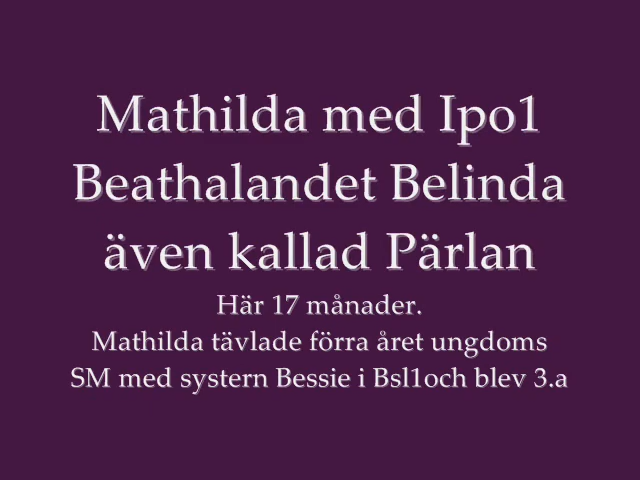 Mathilda med Ipo1
Beathalandet Belinda
även kallad Pärlan
Här 17 månader.
Mathilda tävlade förra året ungdoms
SM med systern Bessie i Bsl1och blev 3.a